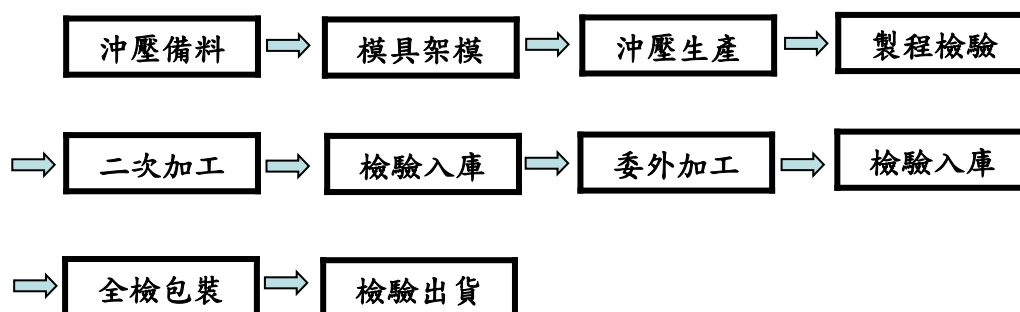 沖壓備料 模具架模 沖壓生產 製程檢驗
二次加工 檢驗入庫 委外加工 檢驗入庫
全檢包裝 檢驗出貨